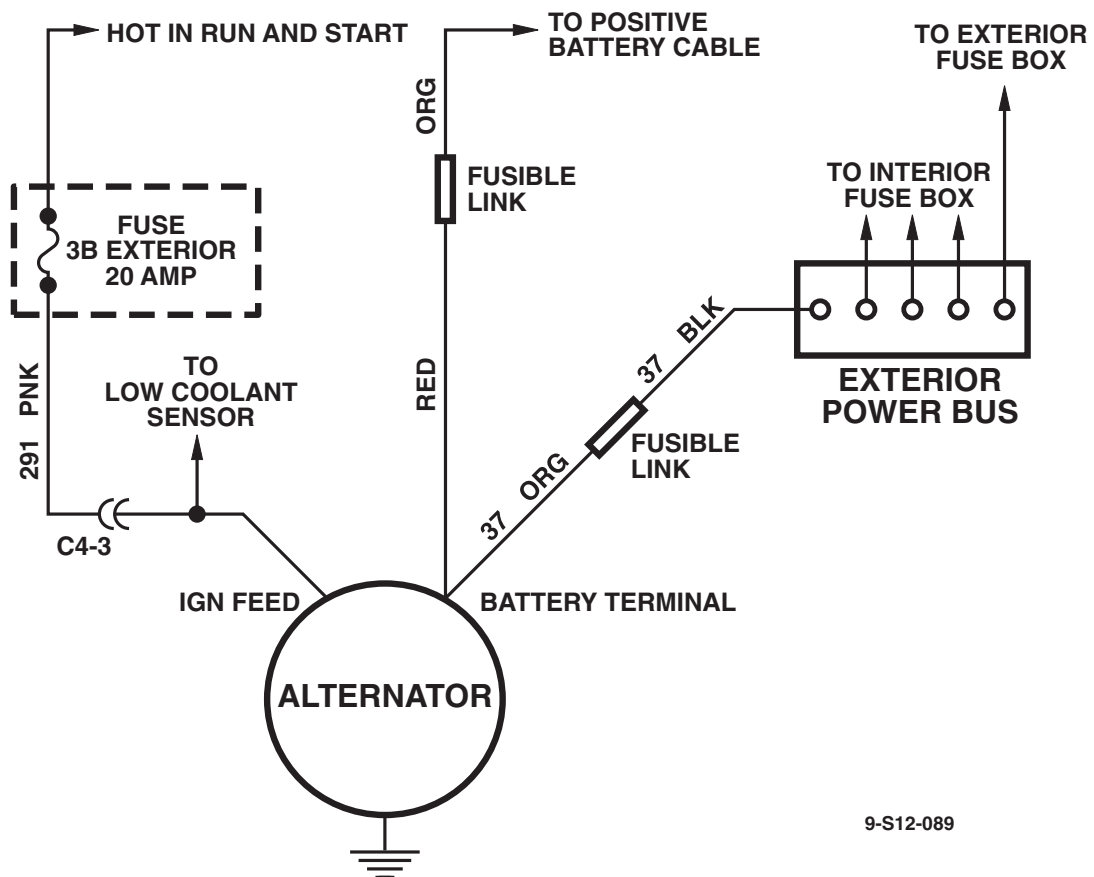 HOT IN RUN AND START
TO POSITIVE
BATTERY CABLE
TO EXTERIOR
FUSE BOX
ORG
FUSIBLE
LINK
TO INTERIOR
FUSE BOX
FUSE
3B EXTERIOR
20 AMP
291 PNK
TO
LOW COOLANT
SENSOR
RED
37 BLK
EXTERIOR
POWER BUS
FUSIBLE
LINK
37 ORG
C4-3
IGN FEED
BATTERY TERMINAL
ALTERNATOR
9-S12-089